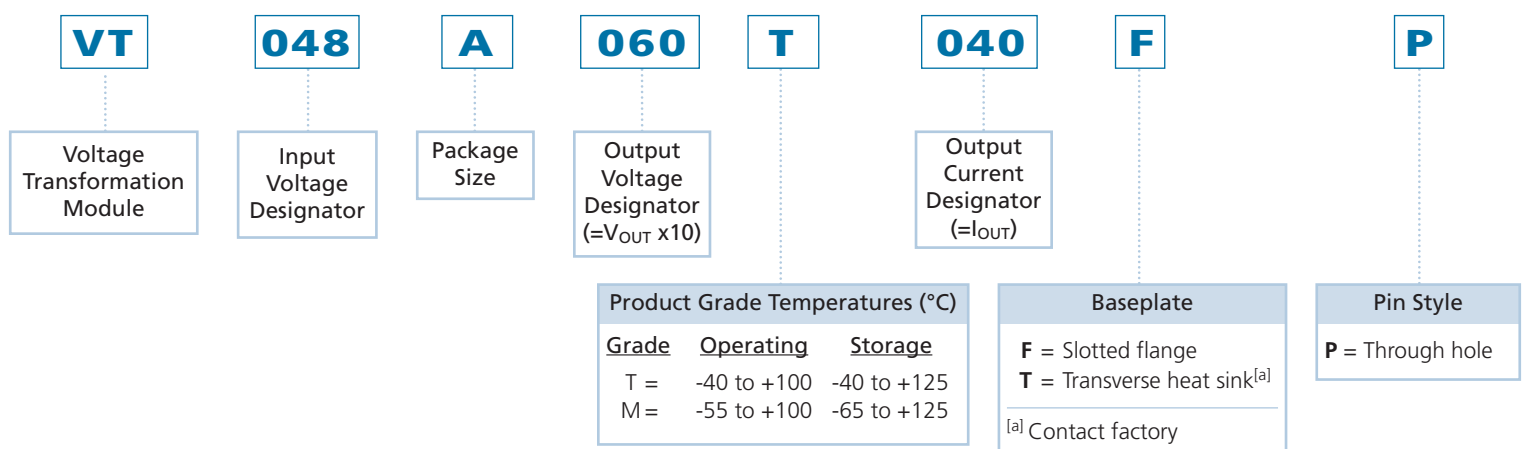 VT 048 A 060 T 040 F P
Voltage
Transformation
Module
Input
Voltage
Designator
Package
Size
Output
Voltage
Designator
(=VOUT x10)
Output
Current
Designator
(=IOUT)
Product Grade Temperatures (°C)
Grade Operating Storage
T = -40 to +100 -40 to +125
M = -55 to +100 -65 to +125
Baseplate
F = Slotted flange
T = Transverse heat sink[a]
[a] Contact factory
Pin Style
P = Through hole